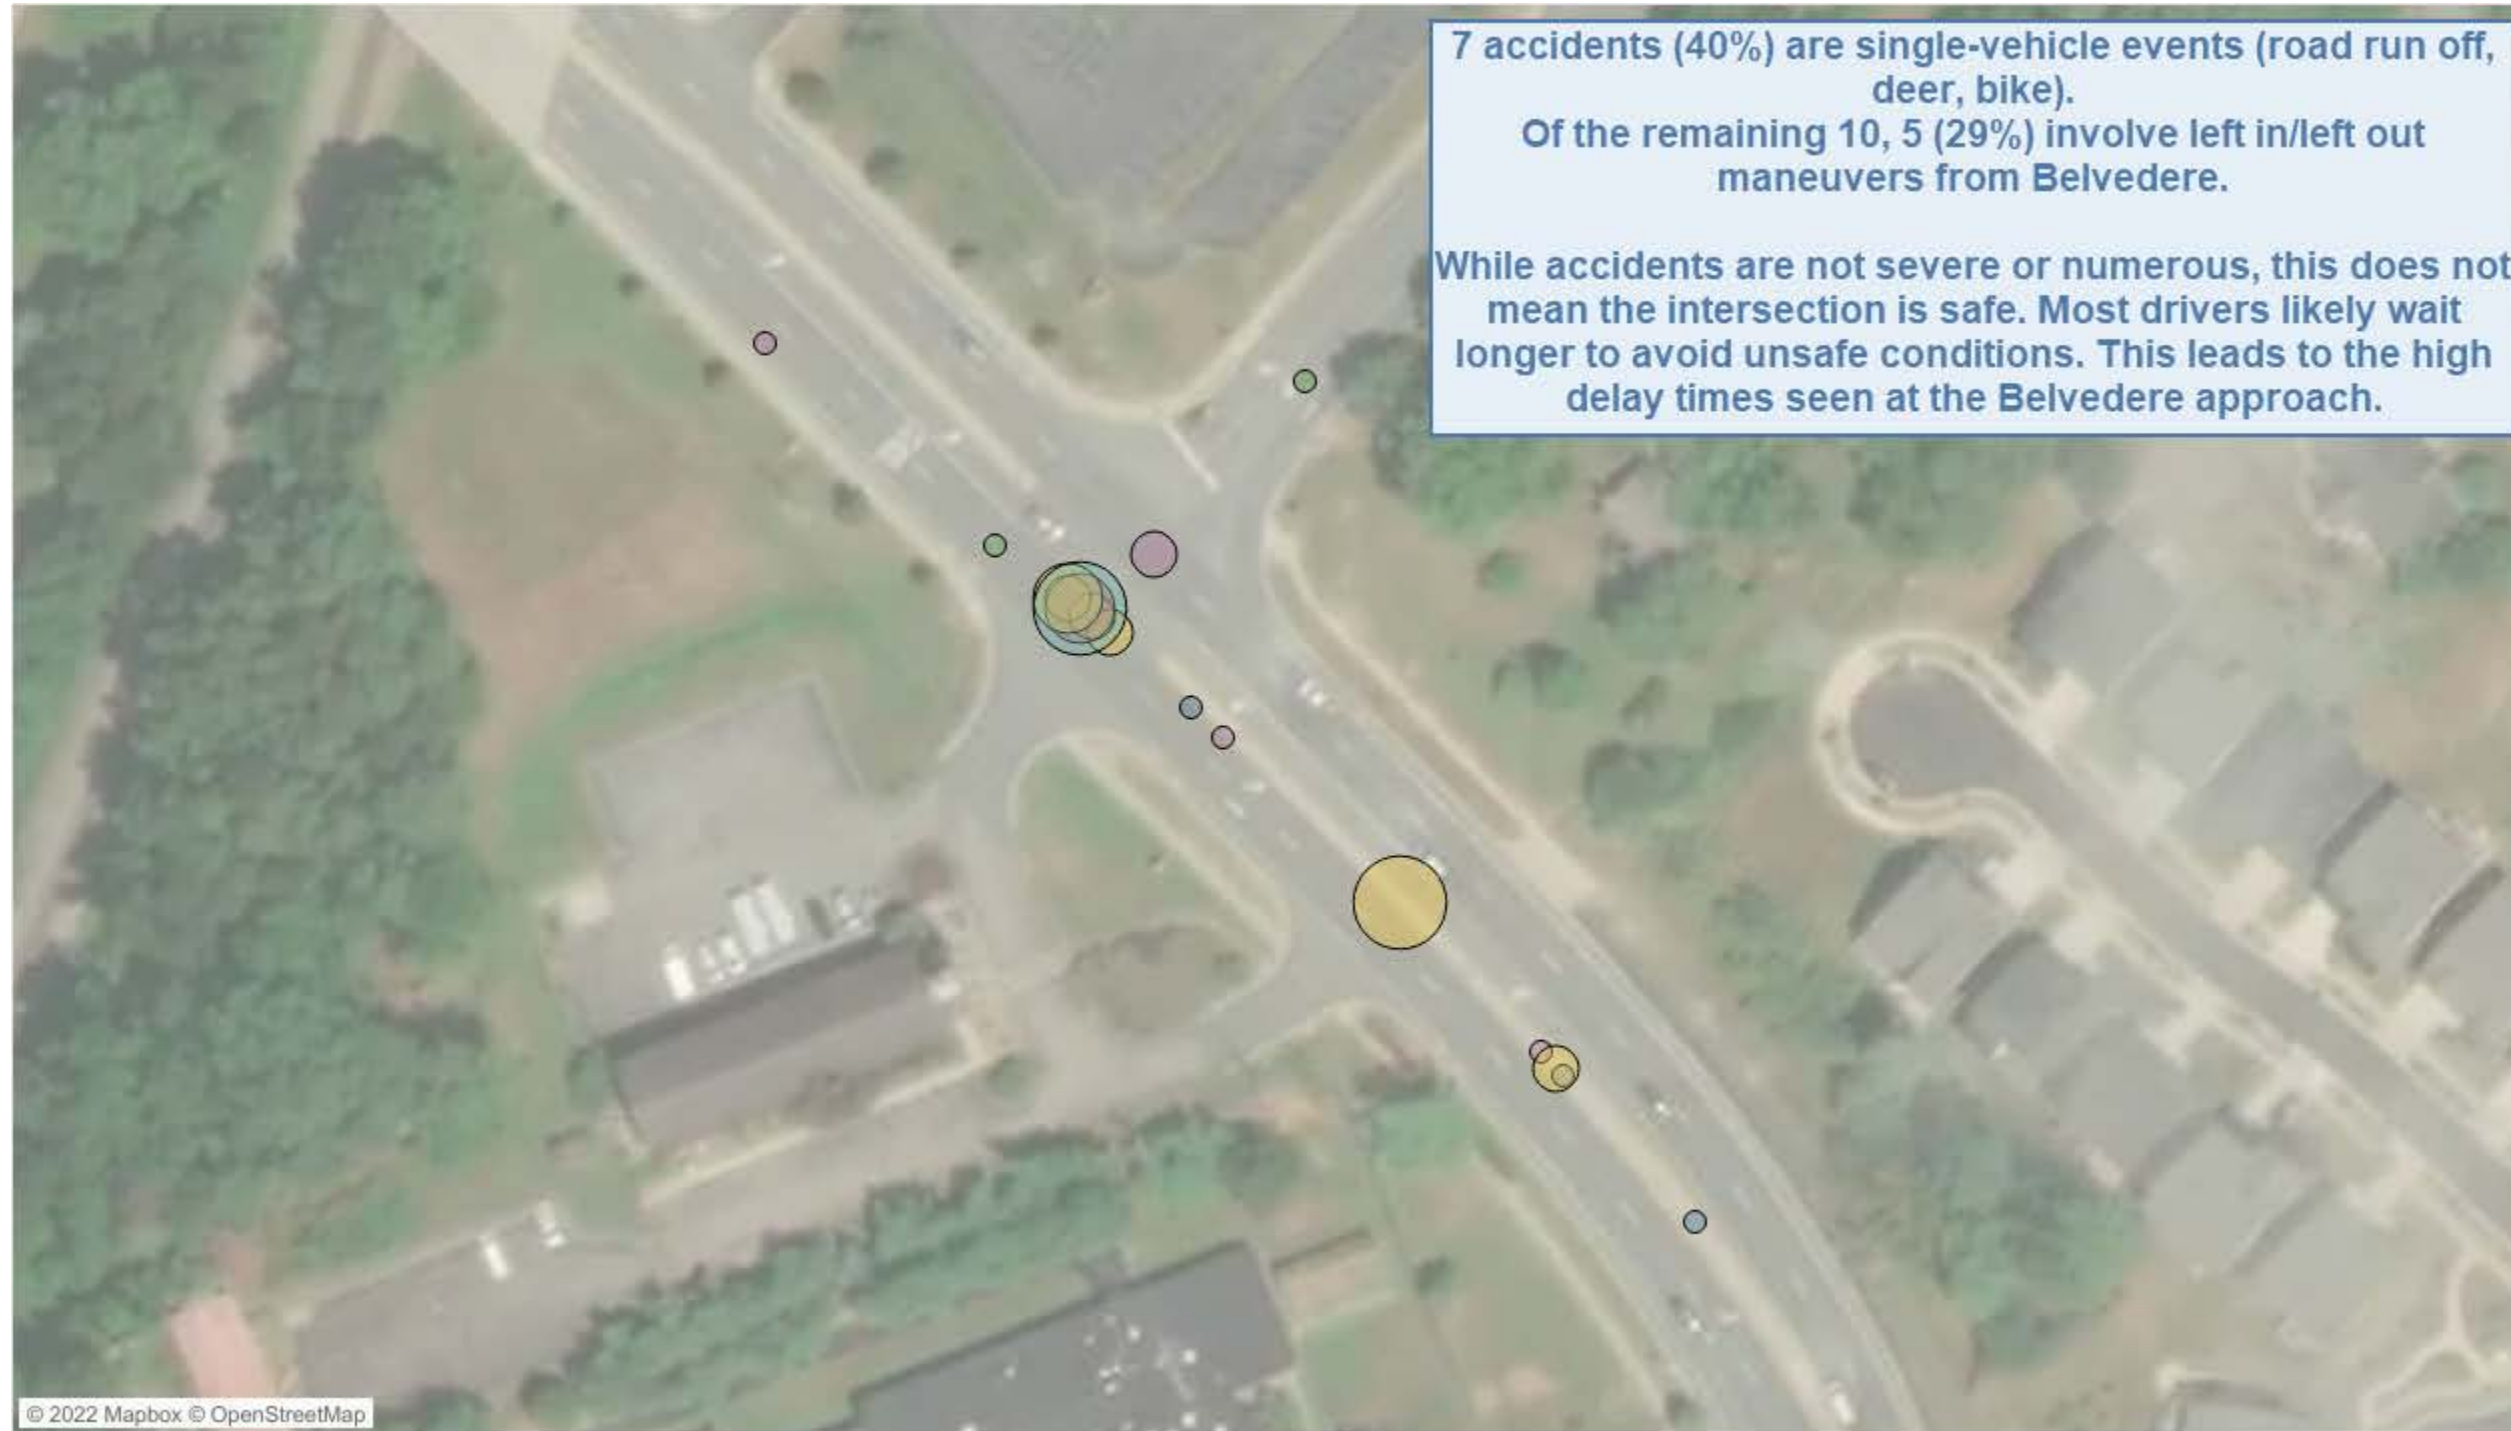 7 accidents (40%) are single-vehicle events (road run off,
deer, bike).
Of the remaining 10, 5 (29%) involve left in/left out
maneuvers from Belvedere.
While accidents are not severe or numerous, this does not
mean the intersection is safe. Most drivers likely wait
longer to avoid unsafe conditions. This leads to the high
delay times seen at the Belvedere approach.
© 2022 Mapbox © OpenStreetMap